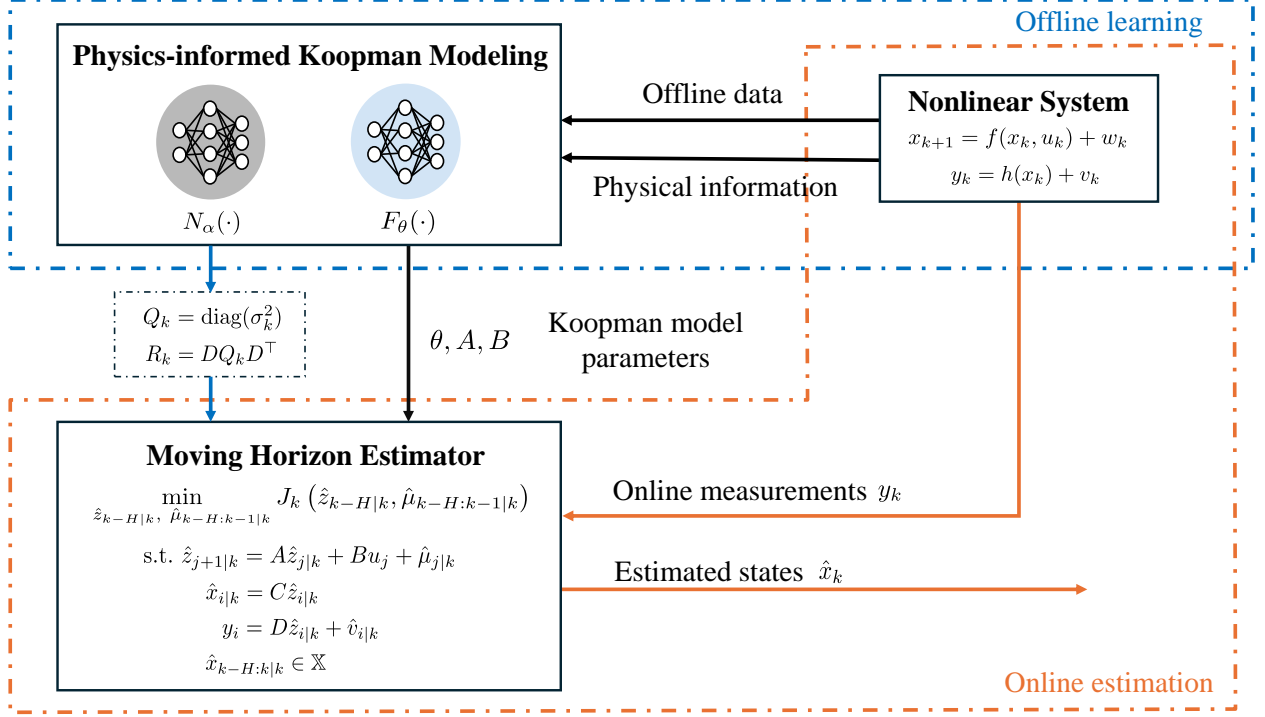 Offline learning
Physics-informed Koopman Modeling
N_α(·)
F_θ(·)
Offline data
Physical information
Nonlinear System
x_{k+1} = f(x_k, u_k) + w_k
y_k = h(x_k) + v_k
Q_k = diag(σ_k^2)
R_k = DQ_kD^⊤
θ, A, B
Koopman model
parameters
Moving Horizon Estimator
min J_k (ẑ_{k−H|k}, μ̂_{k−H:k−1|k})
ẑ_{k−H|k}, μ̂_{k−H:k−1|k}
s.t. ẑ_{j+1|k} = Aẑ_{j|k} + Bu_j + μ̂_{j|k}
x̂_{i|k} = Cẑ_{i|k}
y_i = Dẑ_{i|k} + v̂_{i|k}
x̂_{k−H:k|k} ∈ 𝕏
Online measurements y_k
Estimated states x̂_k
Online estimation